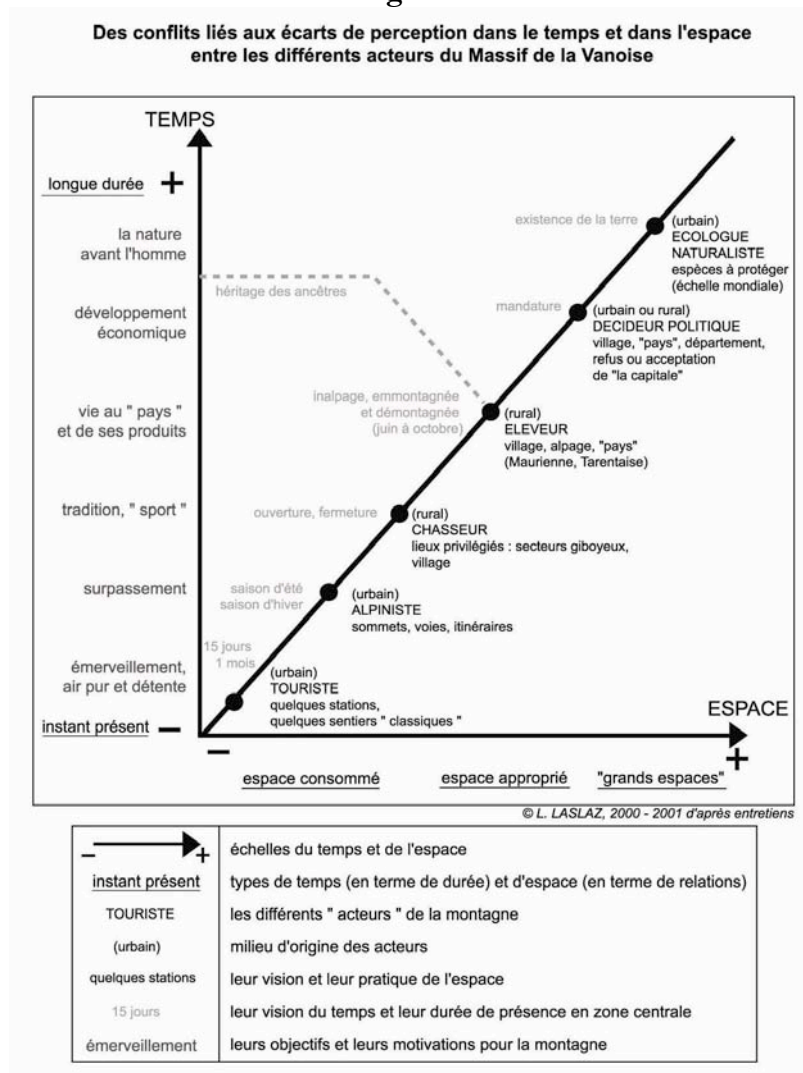 Des conflits liés aux écarts de perception dans le temps et dans l'espace
entre les différents acteurs du Massif de la Vanoise
TEMPS
longue durée +
la nature
avant l'homme
développement
économique
vie au " pays "
et de ses produits
tradition, " sport "
surpassement
émerveillement,
air pur et détente
instant présent −
existence de la terre
(urbain)
ECOLOGUE
NATURALISTE
espèces à protéger
(échelle mondiale)
héritage des ancêtres
mandature
(urbain ou rural)
DECIDEUR POLITIQUE
village, "pays", département,
refus ou acceptation
de "la capitale"
inalpage, emmontagnée
et démontagnée
(juin à octobre)
(rural)
ELEVEUR
village, alpage, "pays"
(Maurienne, Tarentaise)
ouverture, fermeture
(rural)
CHASSEUR
lieux privilégiés : secteurs giboyeux,
village
saison d'été
saison d'hiver
(urbain)
ALPINISTE
sommets, voies, itinéraires
15 jours
1 mois
(urbain)
TOURISTE
quelques stations,
quelques sentiers " classiques "
ESPACE
− +
espace consommé espace approprié "grands espaces"
© L. LASLAZ, 2000 - 2001 d'après entretiens
− + échelles du temps et de l'espace
instant présent types de temps (en terme de durée) et d'espace (en terme de relations)
TOURISTE les différents " acteurs " de la montagne
(urbain) milieu d'origine des acteurs
quelques stations leur vision et leur pratique de l'espace
15 jours leur vision du temps et leur durée de présence en zone centrale
émerveillement leurs objectifs et leurs motivations pour la montagne